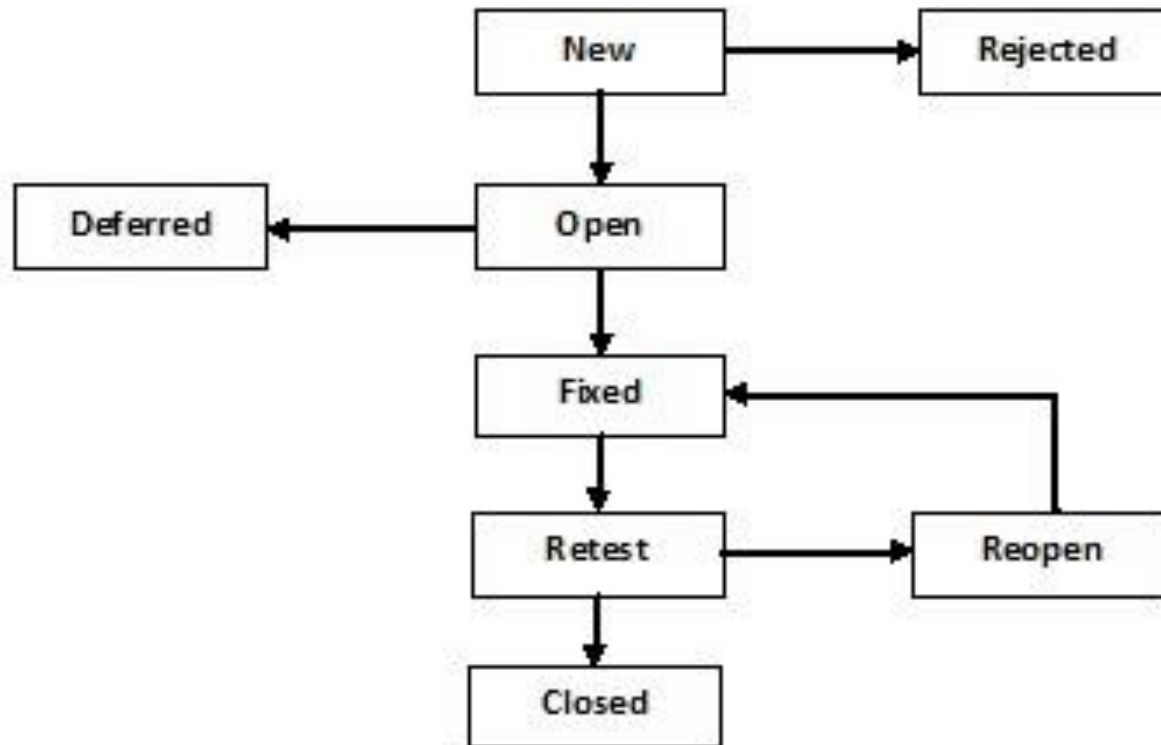 New
Rejected
Deferred
Open
Fixed
Retest
Reopen
Closed